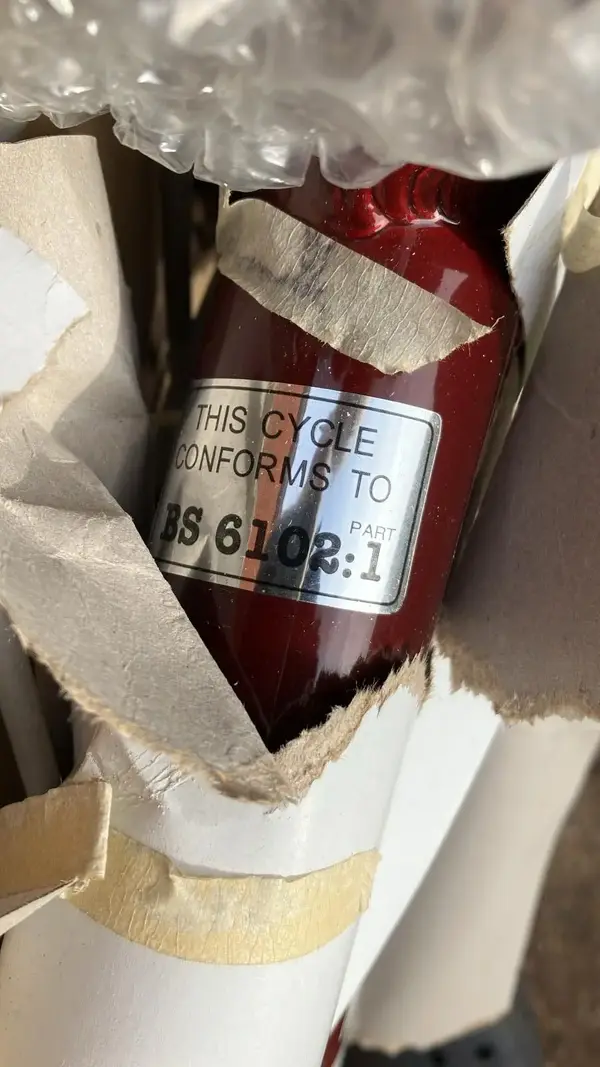 THIS CYCLE
CONFORMS TO
PART
BS 6102:1